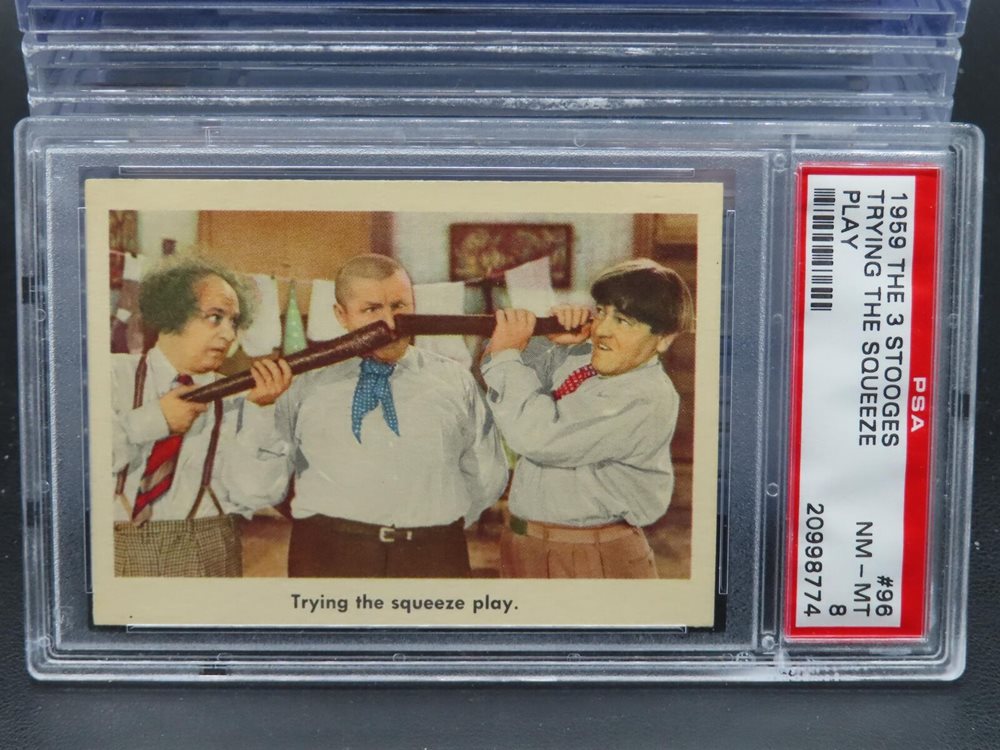 Trying the squeeze play.
PSA
1959 THE 3 STOOGES #96
TRYING THE SQUEEZE NM - MT
PLAY 8
20998774